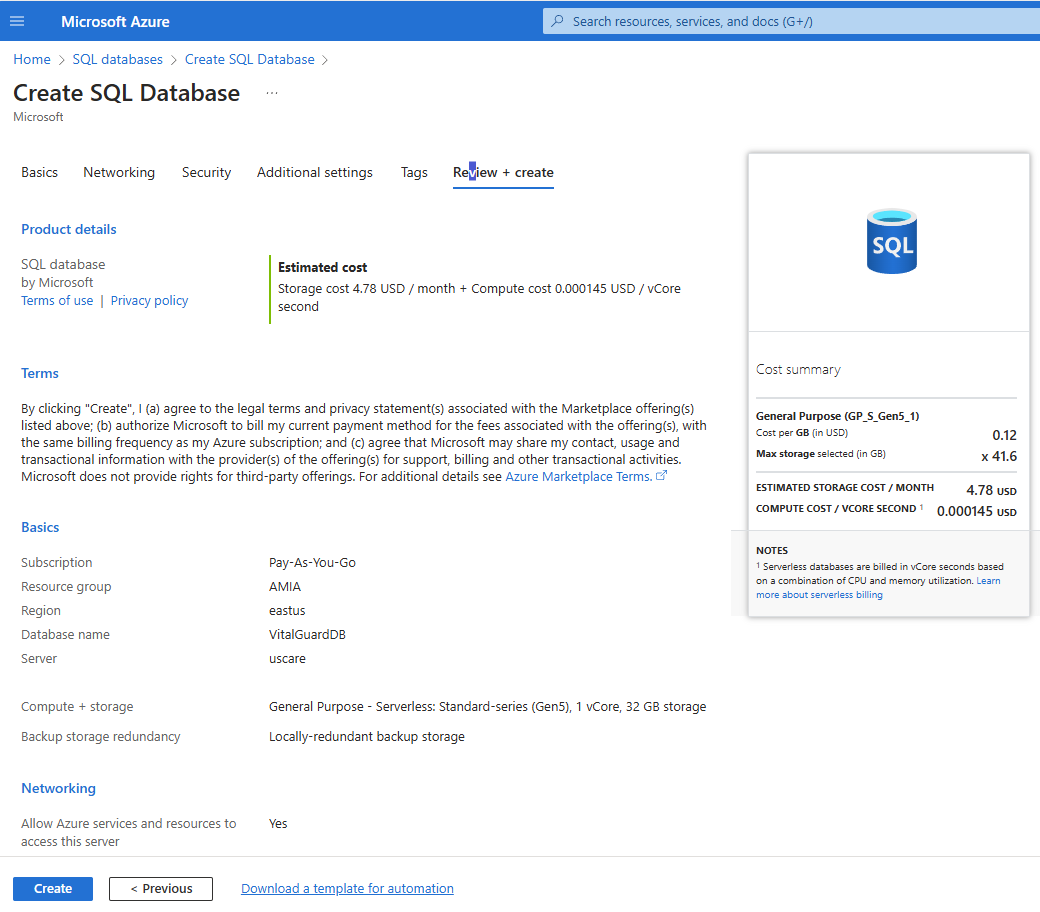 Microsoft Azure
Search resources, services, and docs (G+/)
Home > SQL databases > Create SQL Database >
Create SQL Database ...
Microsoft
Basics Networking Security Additional settings Tags Review + create
Product details
SQL database
by Microsoft
Terms of use | Privacy policy
Estimated cost
Storage cost 4.78 USD / month + Compute cost 0.000145 USD / vCore
second
Terms
By clicking "Create", I (a) agree to the legal terms and privacy statement(s) associated with the Marketplace offering(s)
listed above; (b) authorize Microsoft to bill my current payment method for the fees associated with the offering(s), with
the same billing frequency as my Azure subscription; and (c) agree that Microsoft may share my contact, usage and
transactional information with the provider(s) of the offering(s) for support, billing and other transactional activities.
Microsoft does not provide rights for third-party offerings. For additional details see Azure Marketplace Terms.
Basics
Subscription Pay-As-You-Go
Resource group AMIA
Region eastus
Database name VitalGuardDB
Server uscare
Compute + storage General Purpose - Serverless: Standard-series (Gen5), 1 vCore, 32 GB storage
Backup storage redundancy Locally-redundant backup storage
Networking
Allow Azure services and resources to Yes
access this server
Create < Previous Download a template for automation
SQL
Cost summary
General Purpose (GP_S_Gen5_1)
Cost per GB (in USD) 0.12
Max storage selected (in GB) x 41.6
ESTIMATED STORAGE COST / MONTH 4.78 USD
COMPUTE COST / VCORE SECOND ¹ 0.000145 USD
NOTES
¹ Serverless databases are billed in vCore seconds based
on a combination of CPU and memory utilization. Learn
more about serverless billing